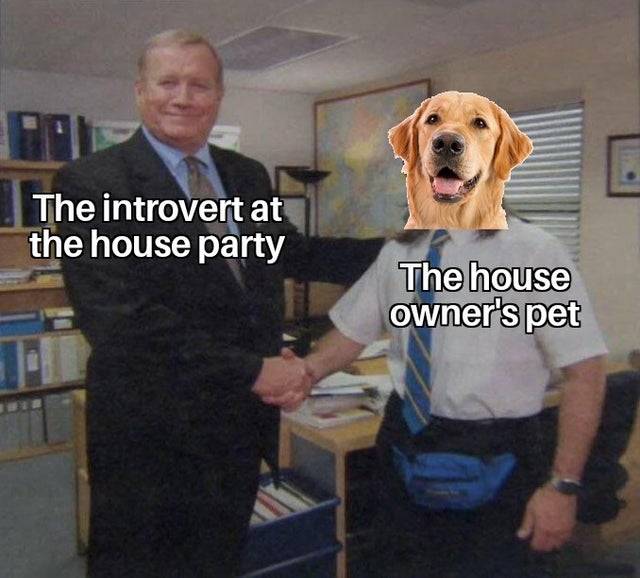 The introvert at
the house party
The house
owner's pet